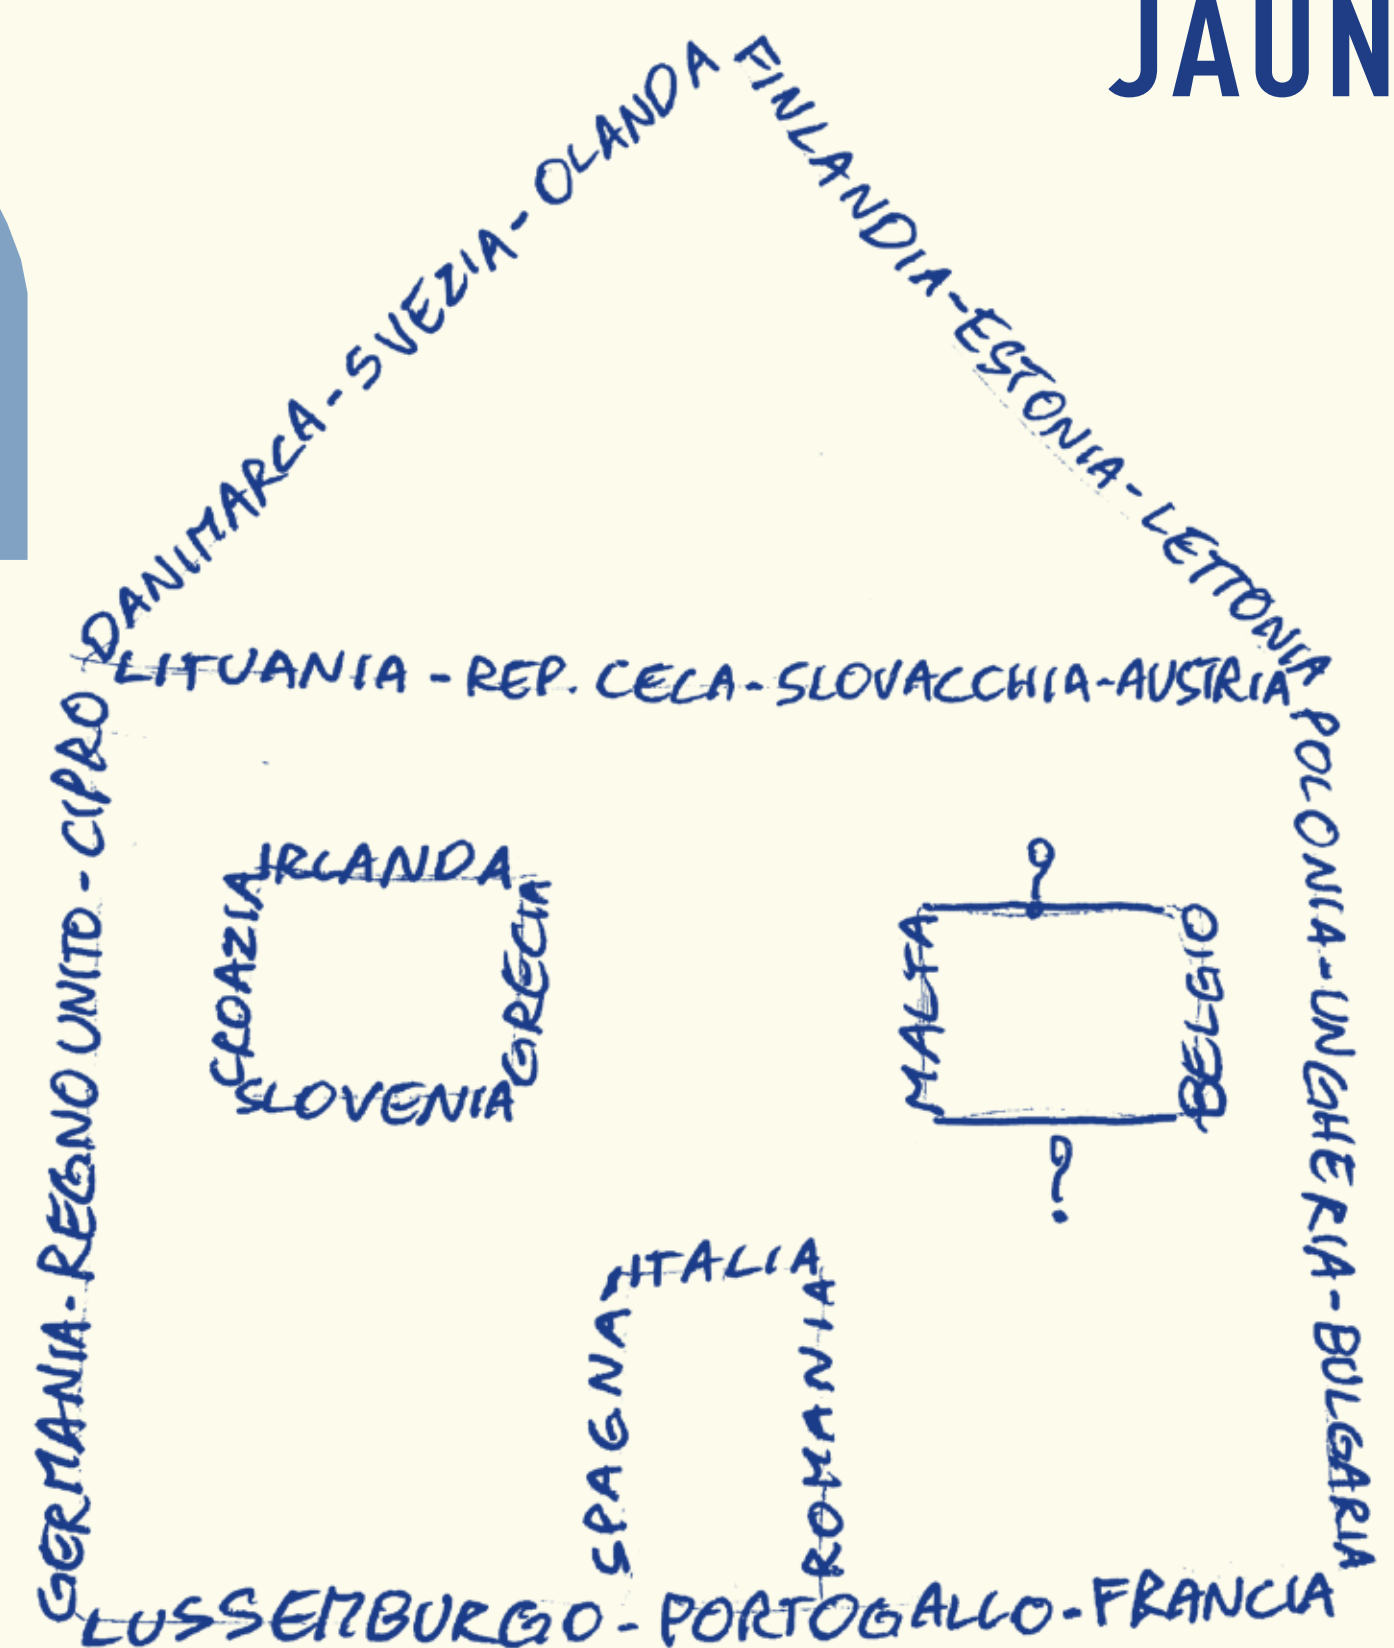 JAUN
DANIMARCA - SVEZIA - OLANDA
FINLANDIA - ESTONIA - LETTONIA
LITUANIA - REP. CECA - SLOVACCHIA - AUSTRIA
GERMANIA - REGNO UNITO - CIPRO
POLONIA - UNGHERIA - BULGARIA
IRLANDA
CROAZIA
GRECIA
SLOVENIA
?
MALTA
BELGIO
?
ITALIA
SPAGNA
ROMANIA
LUSSEMBURGO - PORTOGALLO - FRANCIA